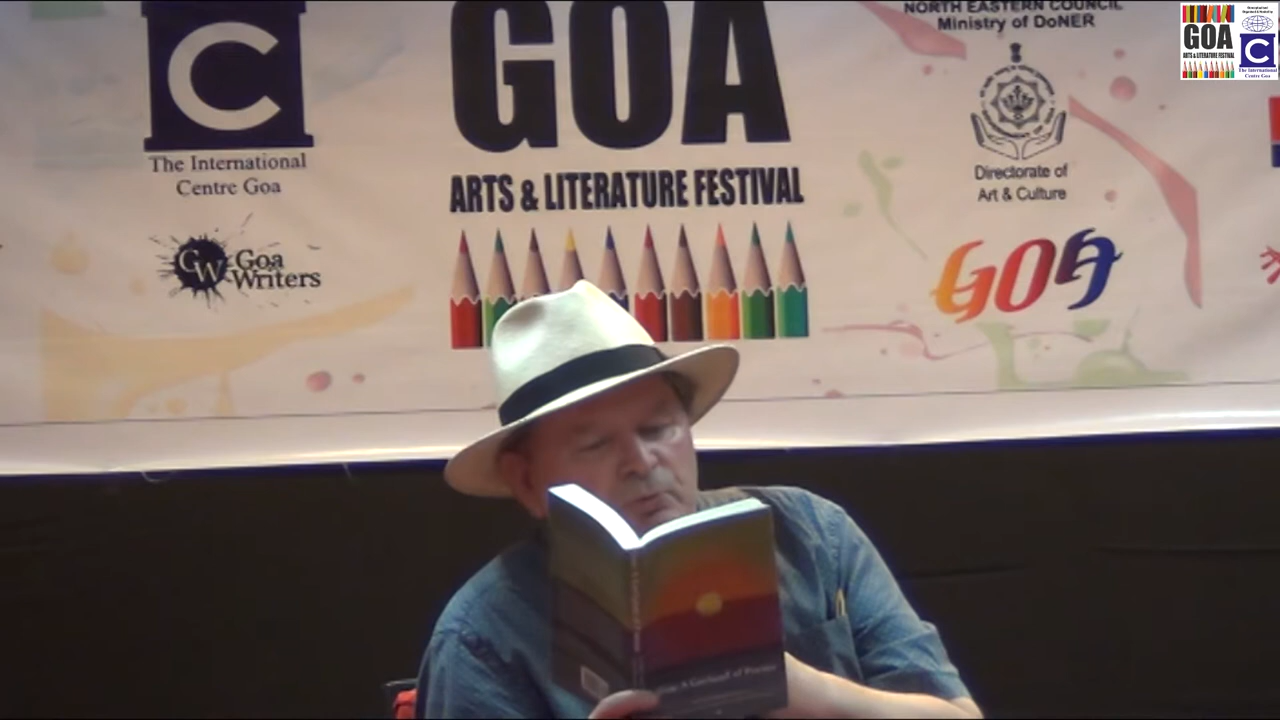 C
The International
Centre Goa
GW Goa
Writers
GOA
ARTS & LITERATURE FESTIVAL
NORTH EASTERN COUNCIL
Ministry of DoNER
Directorate of
Art & Culture
GOA
GOA
ARTS & LITERATURE FESTIVAL
C
The International
Centre Goa
A Garland of Poems